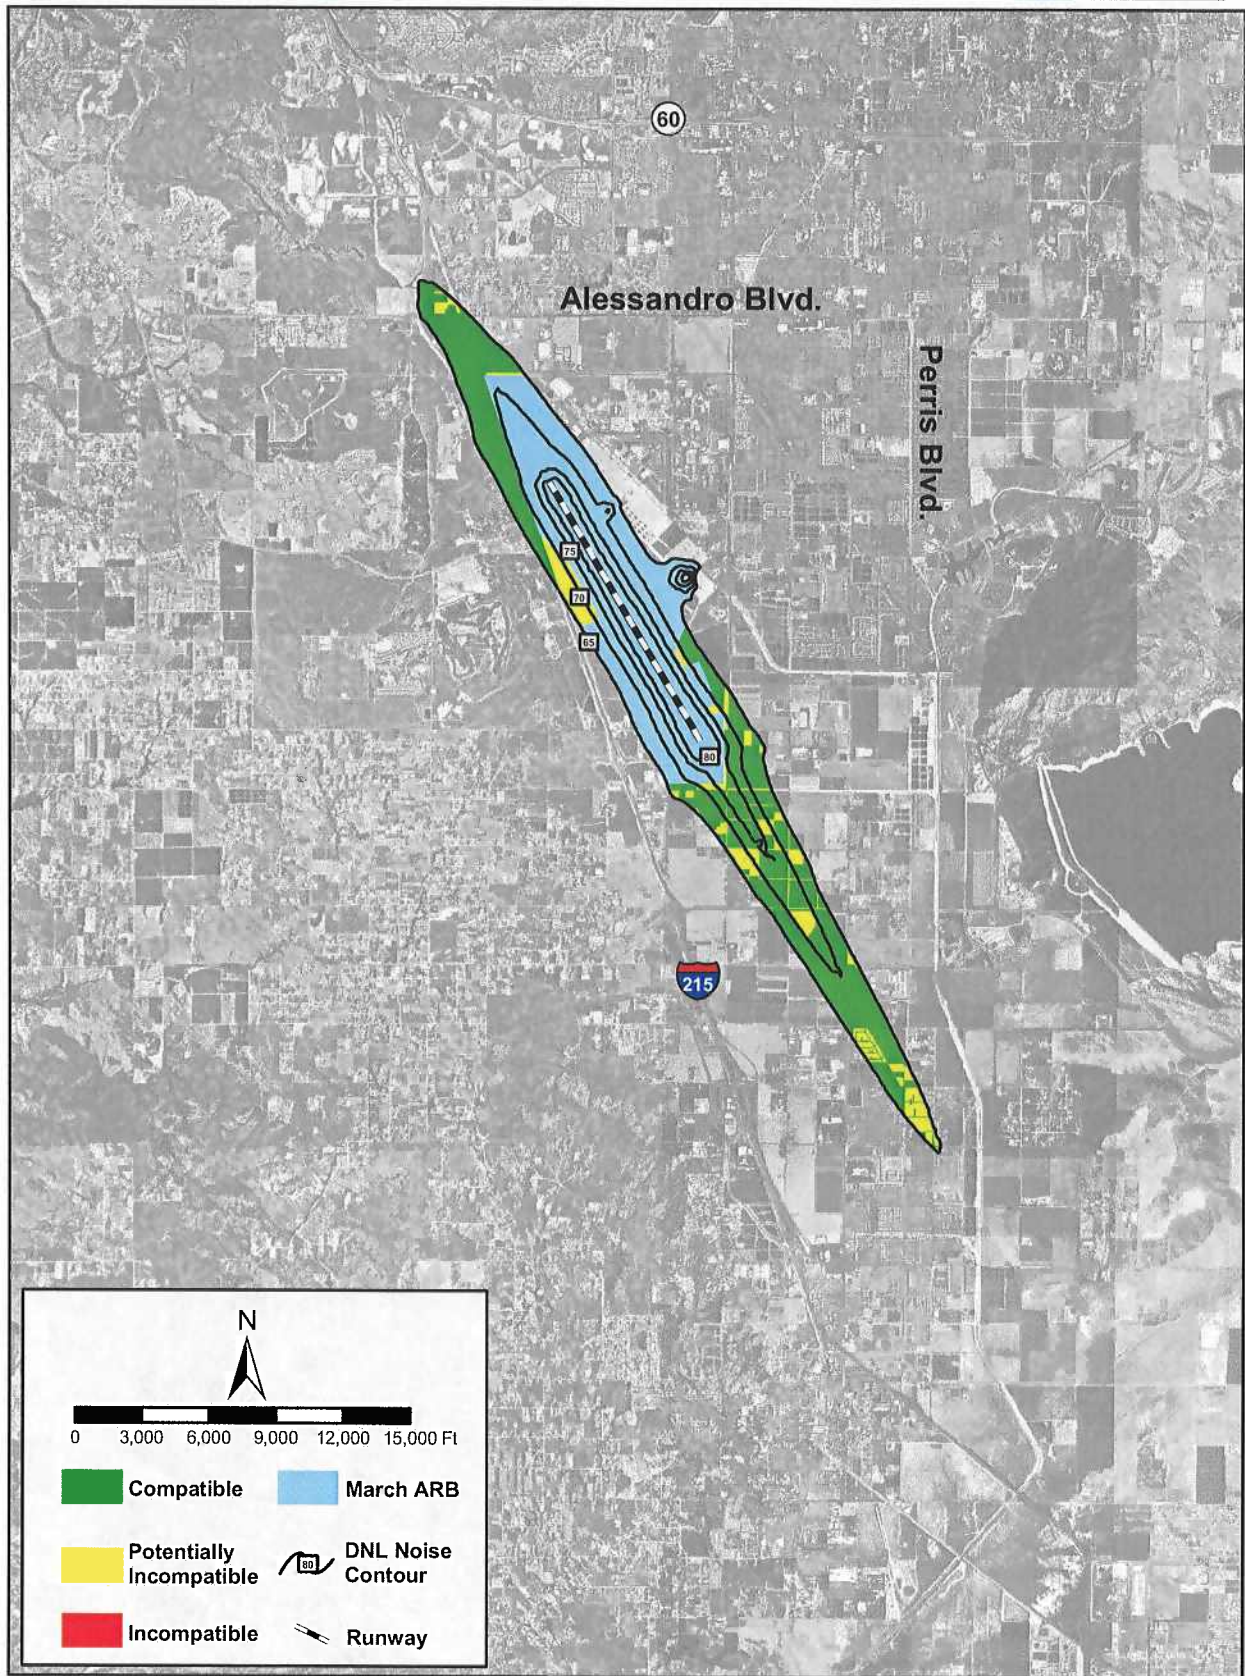 60
Alessandro Blvd.
Perris Blvd.
75
70
65
80
215
N
0 3,000 6,000 9,000 12,000 15,000 Ft
Compatible
March ARB
Potentially
Incompatible
80
DNL Noise
Contour
Incompatible
Runway